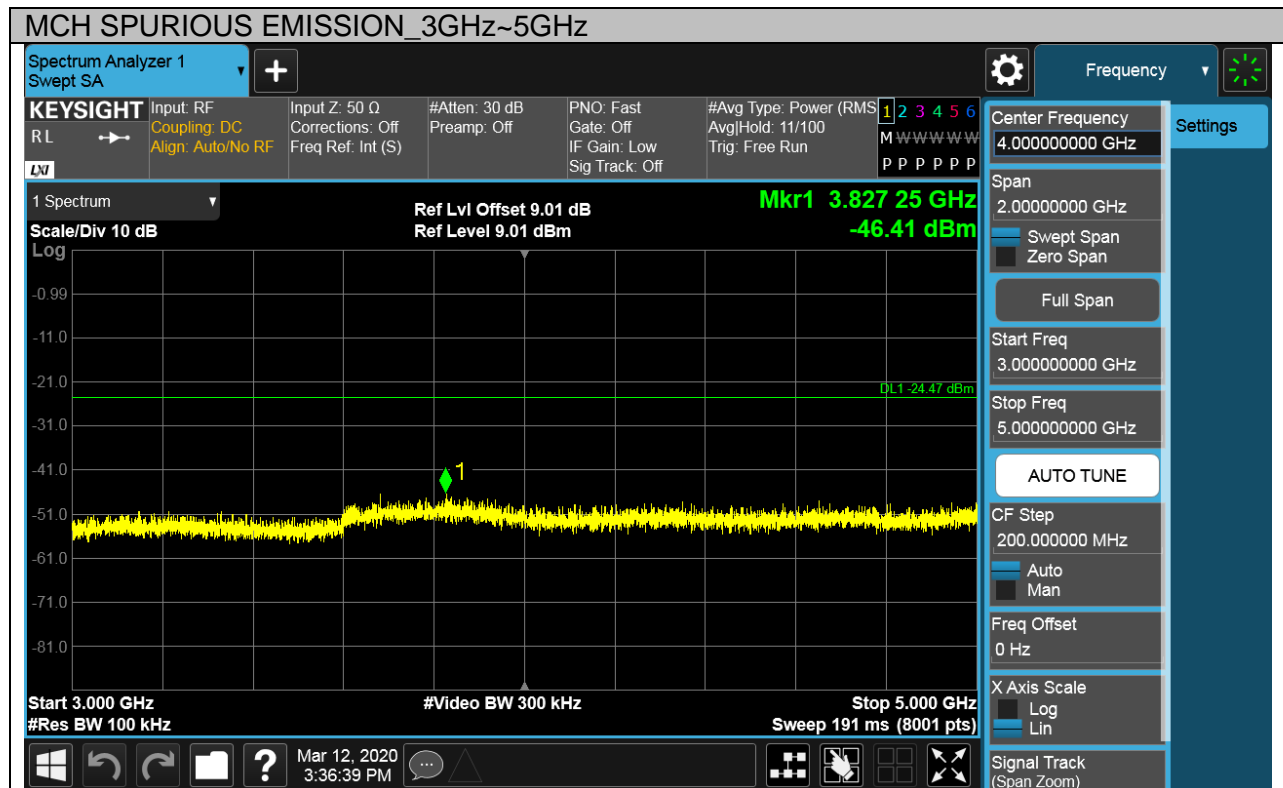 MCH SPURIOUS EMISSION_3GHz~5GHz
Spectrum Analyzer 1
Swept SA
Frequency
KEYSIGHT
R L
LXI
Input: RF
Coupling: DC
Align: Auto/No RF
Input Z: 50 Ω
Corrections: Off
Freq Ref: Int (S)
#Atten: 30 dB
Preamp: Off
PNO: Fast
Gate: Off
IF Gain: Low
Sig Track: Off
#Avg Type: Power (RMS
Avg|Hold: 11/100
Trig: Free Run
1 2 3 4 5 6
M W W W W W
P P P P P P
1 Spectrum
Scale/Div 10 dB
Ref Lvl Offset 9.01 dB
Ref Level 9.01 dBm
Mkr1 3.827 25 GHz
-46.41 dBm
Log
-0.99
-11.0
-21.0
DL1 -24.47 dBm
-31.0
-41.0
1
-51.0
-61.0
-71.0
-81.0
Start 3.000 GHz
#Res BW 100 kHz
#Video BW 300 kHz
Stop 5.000 GHz
Sweep 191 ms (8001 pts)
Mar 12, 2020
3:36:39 PM
Center Frequency
4.000000000 GHz
Settings
Span
2.00000000 GHz
Swept Span
Zero Span
Full Span
Start Freq
3.000000000 GHz
Stop Freq
5.000000000 GHz
AUTO TUNE
CF Step
200.000000 MHz
Auto
Man
Freq Offset
0 Hz
X Axis Scale
Log
Lin
Signal Track
(Span Zoom)